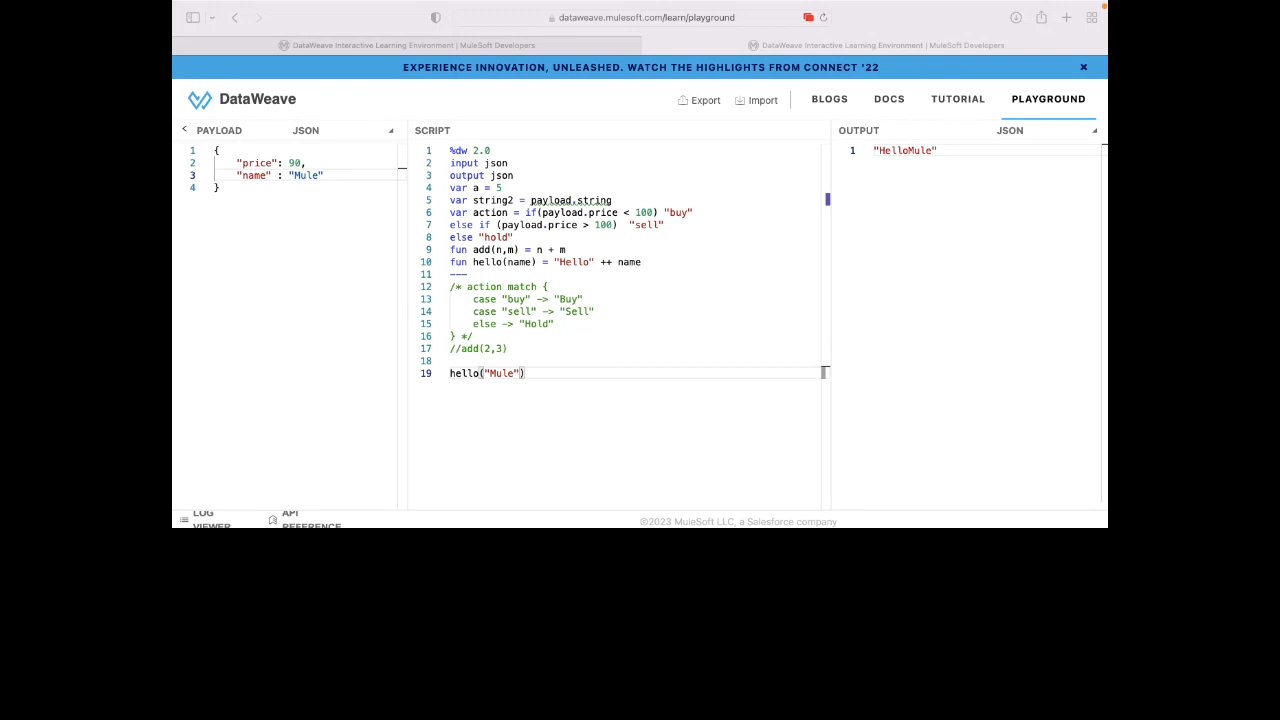 dataweave.mulesoft.com/learn/playground
DataWeave Interactive Learning Environment | MuleSoft Developers
DataWeave Interactive Learning Environment | MuleSoft Developers
EXPERIENCE INNOVATION, UNLEASHED. WATCH THE HIGHLIGHTS FROM CONNECT '22
DataWeave
Export Import BLOGS DOCS TUTORIAL PLAYGROUND
PAYLOAD JSON
1 {
2 "price": 90,
3 "name" : "Mule"
4 }
SCRIPT
1 %dw 2.0
2 input json
3 output json
4 var a = 5
5 var string2 = payload.string
6 var action = if(payload.price < 100) "buy"
7 else if (payload.price > 100)  "sell"
8 else "hold"
9 fun add(n,m) = n + m
10 fun hello(name) = "Hello" ++ name
11 ---
12 /* action match {
13 case "buy" -> "Buy"
14 case "sell" -> "Sell"
15 else -> "Hold"
16 } */
17 //add(2,3)
18
19 hello("Mule")
OUTPUT JSON
1 "HelloMule"
LOG
VIEWER
API
REFERENCE
©2023 MuleSoft LLC, a Salesforce company